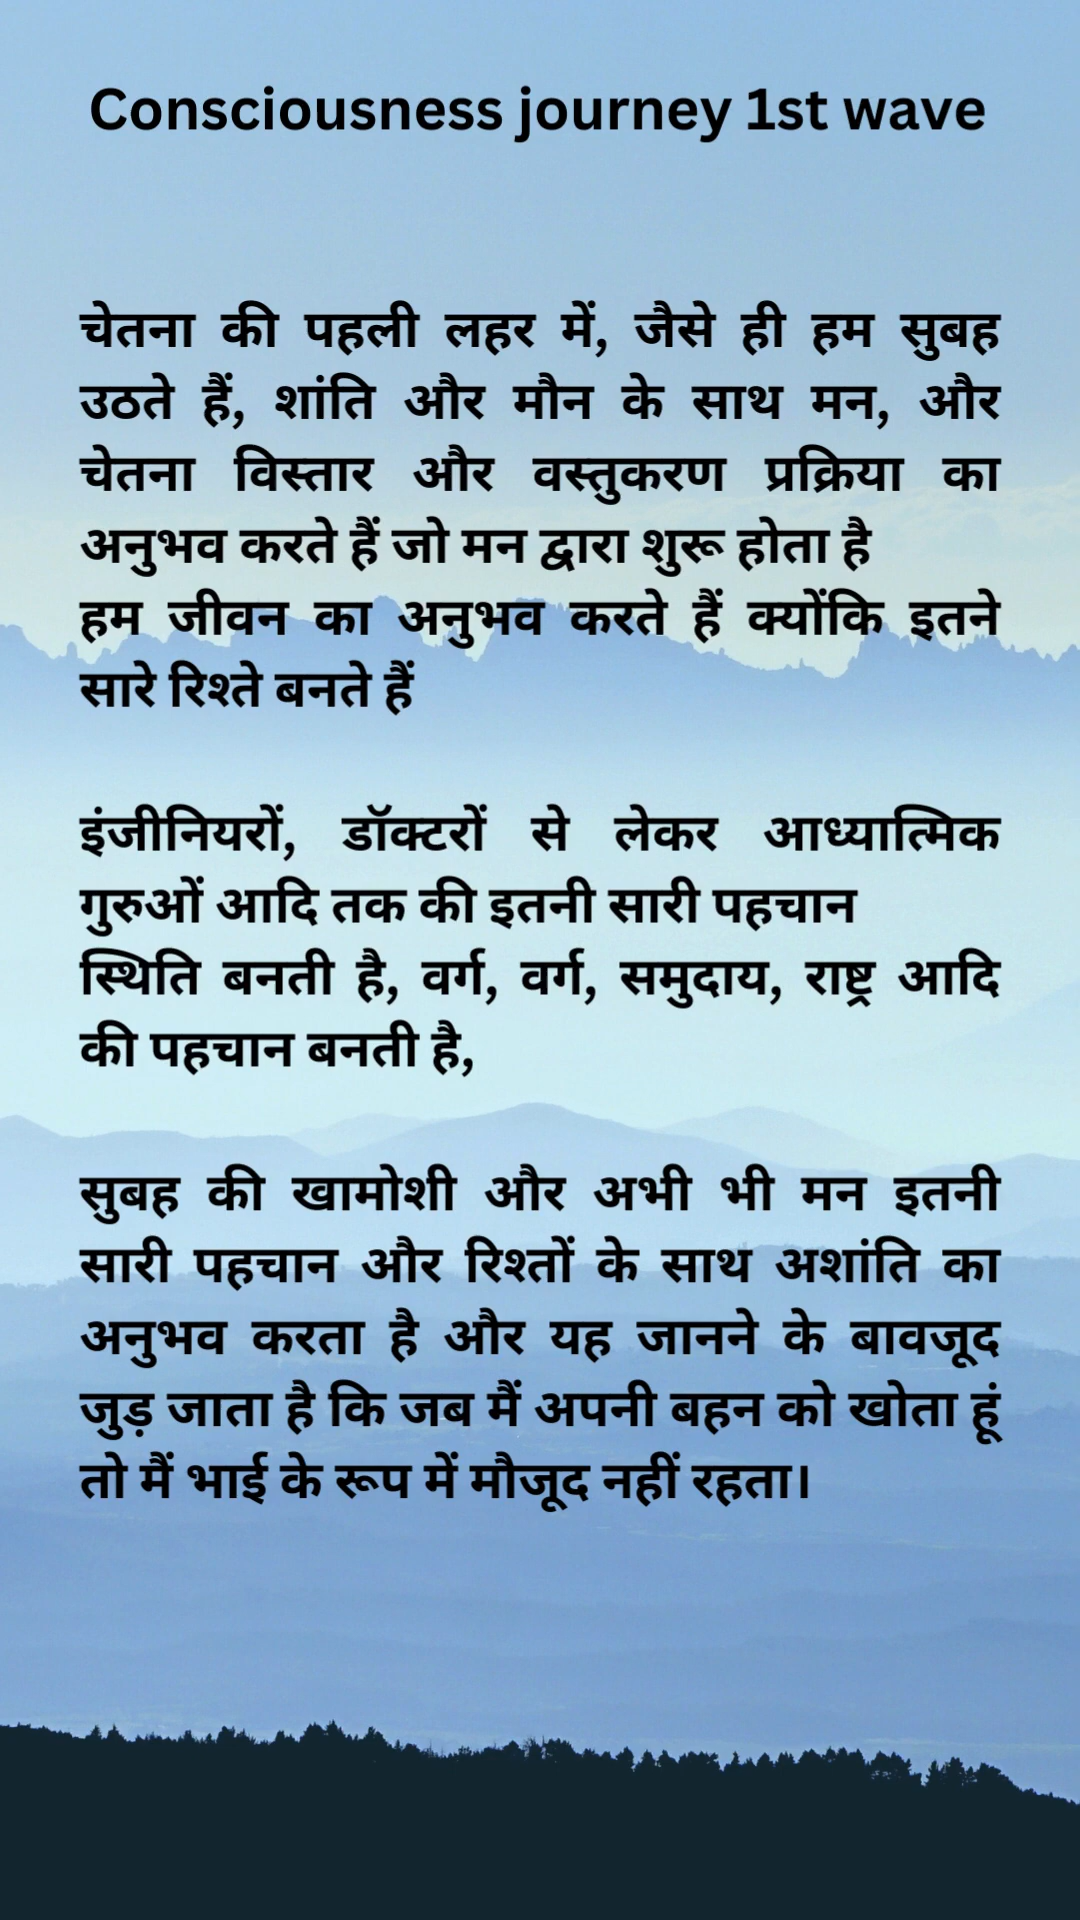 Consciousness journey 1st wave
चेतना की पहली लहर में, जैसे ही हम सुबह
उठते हैं, शांति और मौन के साथ मन, और
चेतना विस्तार और वस्तुकरण प्रक्रिया का
अनुभव करते हैं जो मन द्वारा शुरू होता है
हम जीवन का अनुभव करते हैं क्योंकि इतने
सारे रिश्ते बनते हैं
इंजीनियरों, डॉक्टरों से लेकर आध्यात्मिक
गुरुओं आदि तक की इतनी सारी पहचान
स्थिति बनती है, वर्ग, वर्ग, समुदाय, राष्ट्र आदि
की पहचान बनती है,
सुबह की खामोशी और अभी भी मन इतनी
सारी पहचान और रिश्तों के साथ अशांति का
अनुभव करता है और यह जानने के बावजूद
जुड़ जाता है कि जब मैं अपनी बहन को खोता हूं
तो मैं भाई के रूप में मौजूद नहीं रहता।